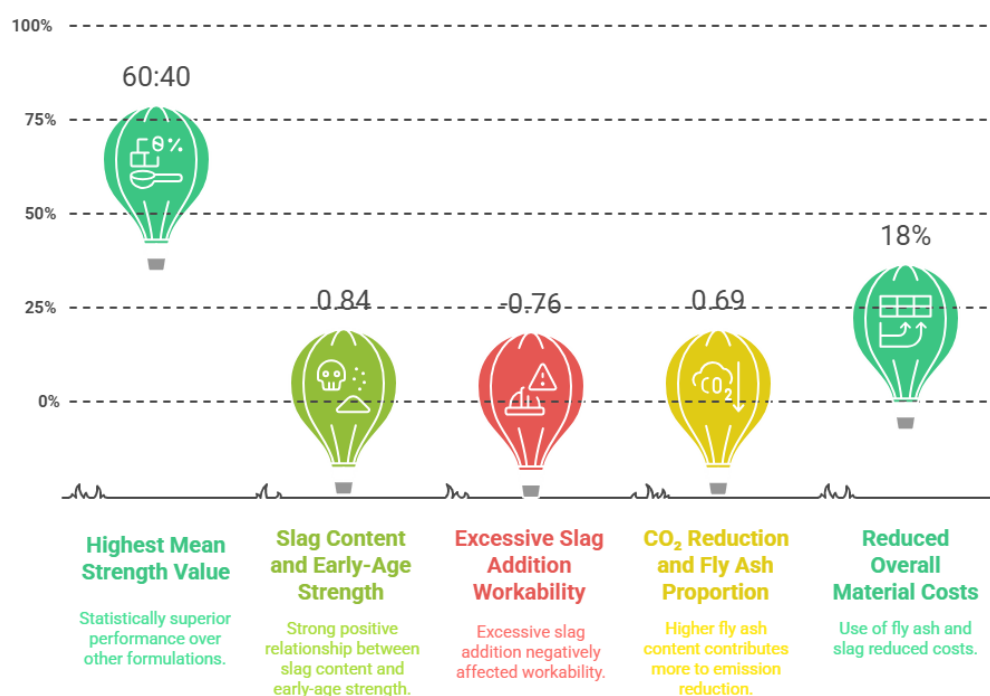 100%
60:40
75%
0%
50%
18%
25%
0.84
-0.76
0.69
CO2
0%
Highest Mean
Strength Value
Statistically superior
performance over
other formulations.
Slag Content
and Early-Age
Strength
Strong positive
relationship between
slag content and
early-age strength.
Excessive Slag
Addition
Workability
Excessive slag
addition negatively
affected workability.
CO₂ Reduction
and Fly Ash
Proportion
Higher fly ash
content contributes
more to emission
reduction.
Reduced
Overall
Material Costs
Use of fly ash and
slag reduced costs.